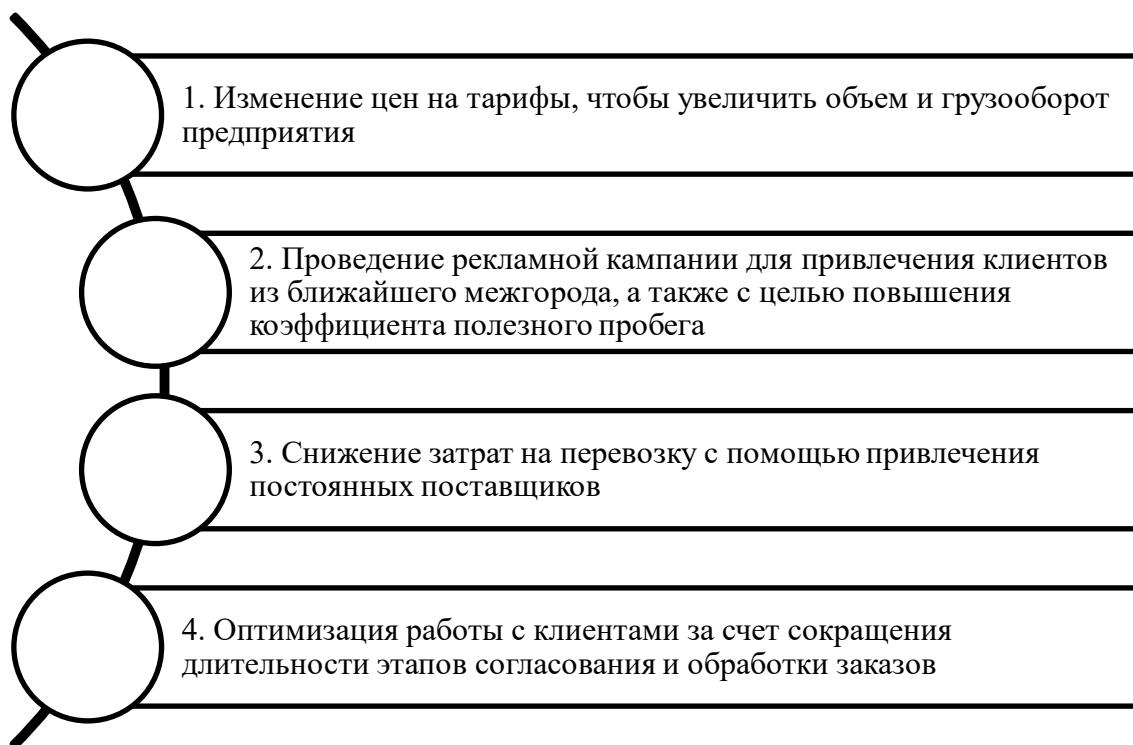 1. Изменение цен на тарифы, чтобы увеличить объем и грузооборот
предприятия
2. Проведение рекламной кампании для привлечения клиентов
из ближайшего межгорода, а также с целью повышения
коэффициента полезного пробега
3. Снижение затрат на перевозку с помощью привлечения
постоянных поставщиков
4. Оптимизация работы с клиентами за счет сокращения
длительности этапов согласования и обработки заказов